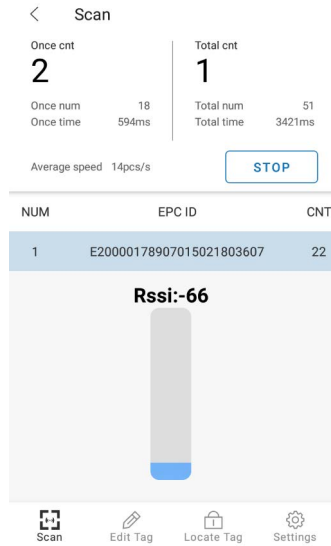 Scan
Once cnt
2
Once num 18
Once time 594ms
Total cnt
1
Total num 51
Total time 3421ms
Average speed 14pcs/s
STOP
NUM EPC ID CNT
1 E20000178907015021803607 22
Rssi:-66
Scan Edit Tag Locate Tag Settings